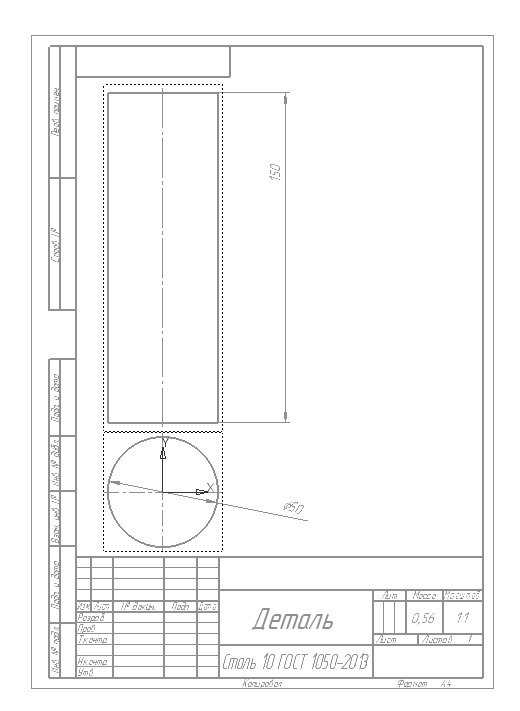 Перв. примен.
150
Справ. №
Подп. и дата
Инв. № дубл.
Взам. инв. №
Подп. и дата
Инв. № подл.
Y
X
⌀50
Изм. Лист № докум. Подп. Дата
Разраб.
Пров.
Т.контр.
Н.контр.
Утв.
Деталь
Лит. Масса Масштаб
0,56 1:1
Лист Листов 1
Сталь 10 ГОСТ 1050-2013
Копировал Формат А4